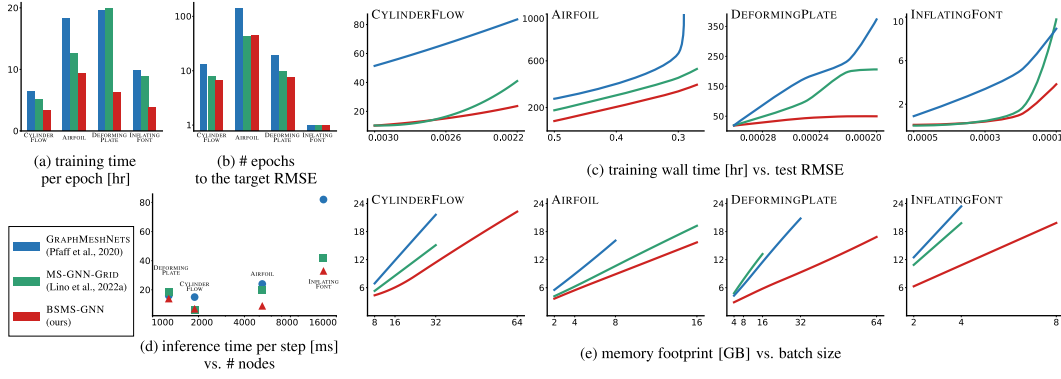 20
10
0
CYLINDER
FLOW
AIRFOIL
DEFORMING
PLATE
INFLATING
FONT
(a) training time
per epoch [hr]
100
10
1
CYLINDER
FLOW
AIRFOIL
DEFORMING
PLATE
INFLATING
FONT
(b) # epochs
to the target RMSE
CYLINDERFLOW
80
60
40
20
0.0030
0.0026
0.0022
AIRFOIL
1000
800
600
400
200
0.5
0.4
0.3
DEFORMINGPLATE
350
250
150
50
0.00028
0.00024
0.00020
INFLATINGFONT
10
6
2
0.0005
0.0003
0.0001
(c) training wall time [hr] vs. test RMSE
GRAPHMESHNETS
(Pfaff et al., 2020)
MS-GNN-GRID
(Lino et al., 2022a)
BSMS-GNN
(ours)
80
60
40
20
DEFORMING
PLATE
CYLINDER
FLOW
AIRFOIL
INFLATING
FONT
1000
2000
4000
8000
16000
(d) inference time per step [ms]
vs. # nodes
CYLINDERFLOW
24
18
12
6
8
16
32
64
AIRFOIL
24
18
12
6
2
4
8
16
DEFORMINGPLATE
24
18
12
6
4 8
16
32
64
INFLATINGFONT
24
18
12
6
2
4
8
(e) memory footprint [GB] vs. batch size